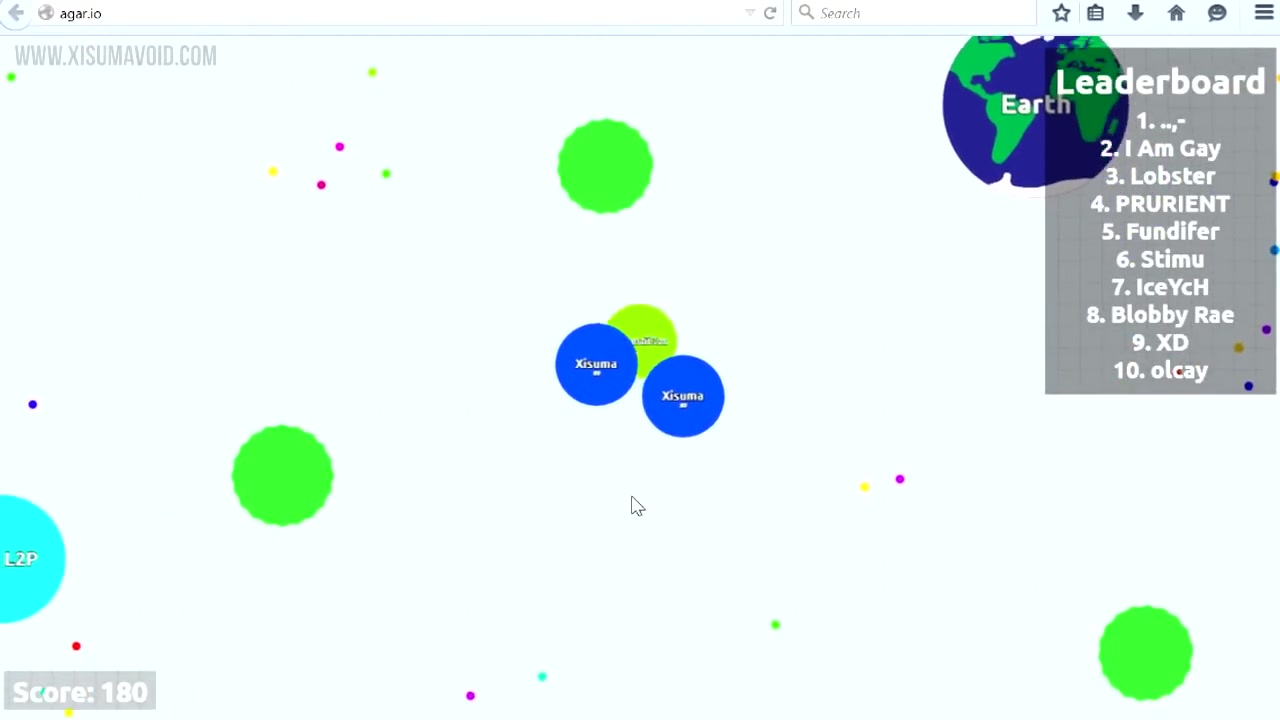 agar.io
Search
WWW.XISUMAVOID.COM
Earth
Leaderboard
1. ..,-
2. I Am Gay
3. Lobster
4. PRURIENT
5. Fundifer
6. Stimu
7. IceYcH
8. Blobby Rae
9. XD
10. olcay
Xisuma
Xisuma
L2P
Score: 180